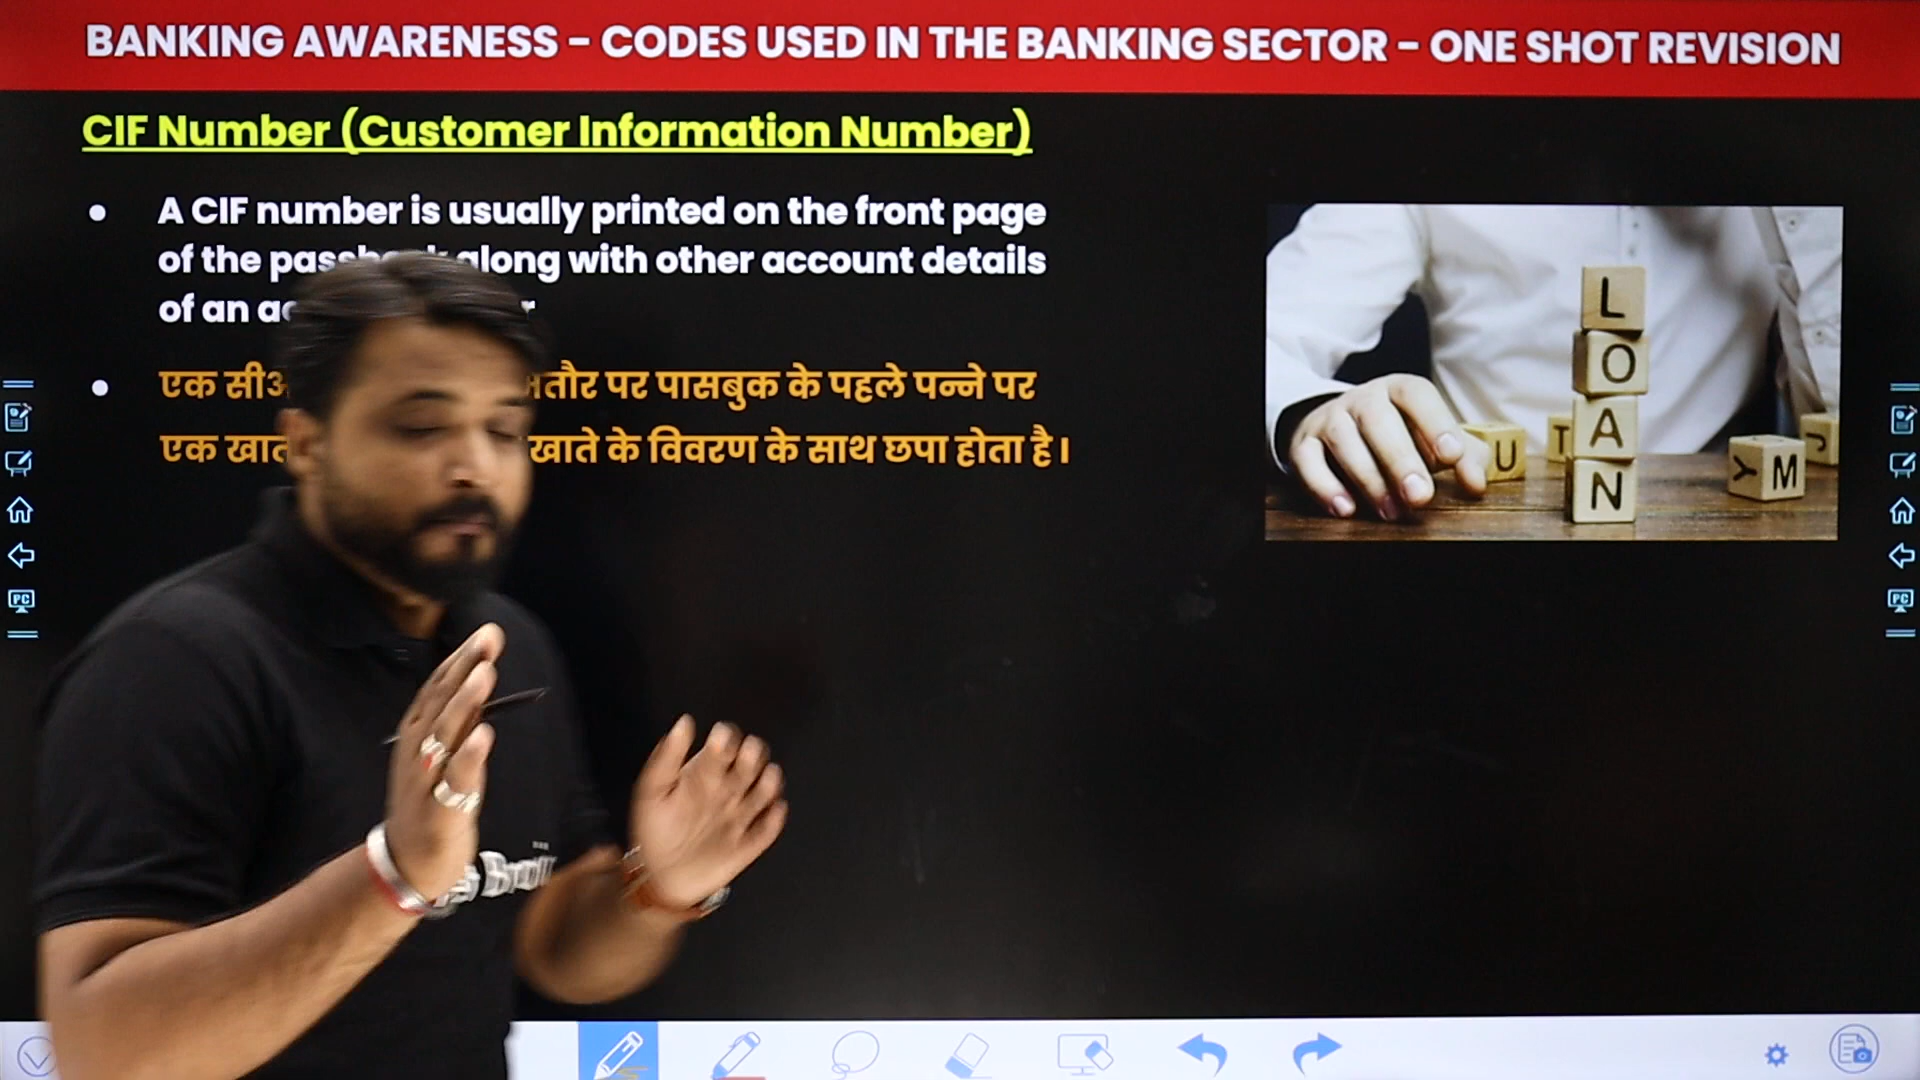 BANKING AWARENESS - CODES USED IN THE BANKING SECTOR - ONE SHOT REVISION
CIF Number (Customer Information Number)
A CIF number is usually printed on the front page
of the along with other account details
of an
एक पर पासबुक के पहले पन्ने पर
एक खाते के विवरण के साथ छपा होता है।
L
O
A
N
U
T
Y M
J
PC
PC